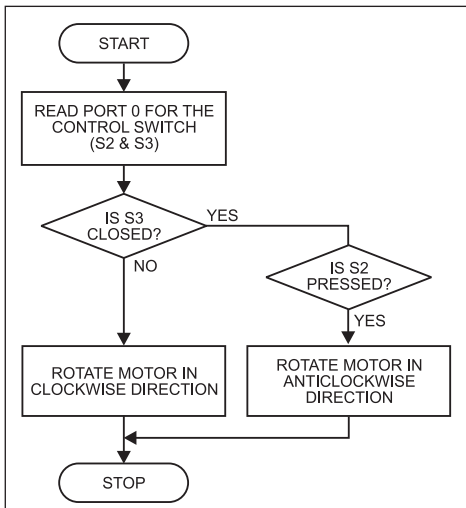 START
READ PORT 0 FOR THE
CONTROL SWITCH
(S2 & S3)
IS S3
CLOSED?
YES
NO
IS S2
PRESSED?
YES
ROTATE MOTOR IN
CLOCKWISE DIRECTION
ROTATE MOTOR IN
ANTICLOCKWISE
DIRECTION
STOP